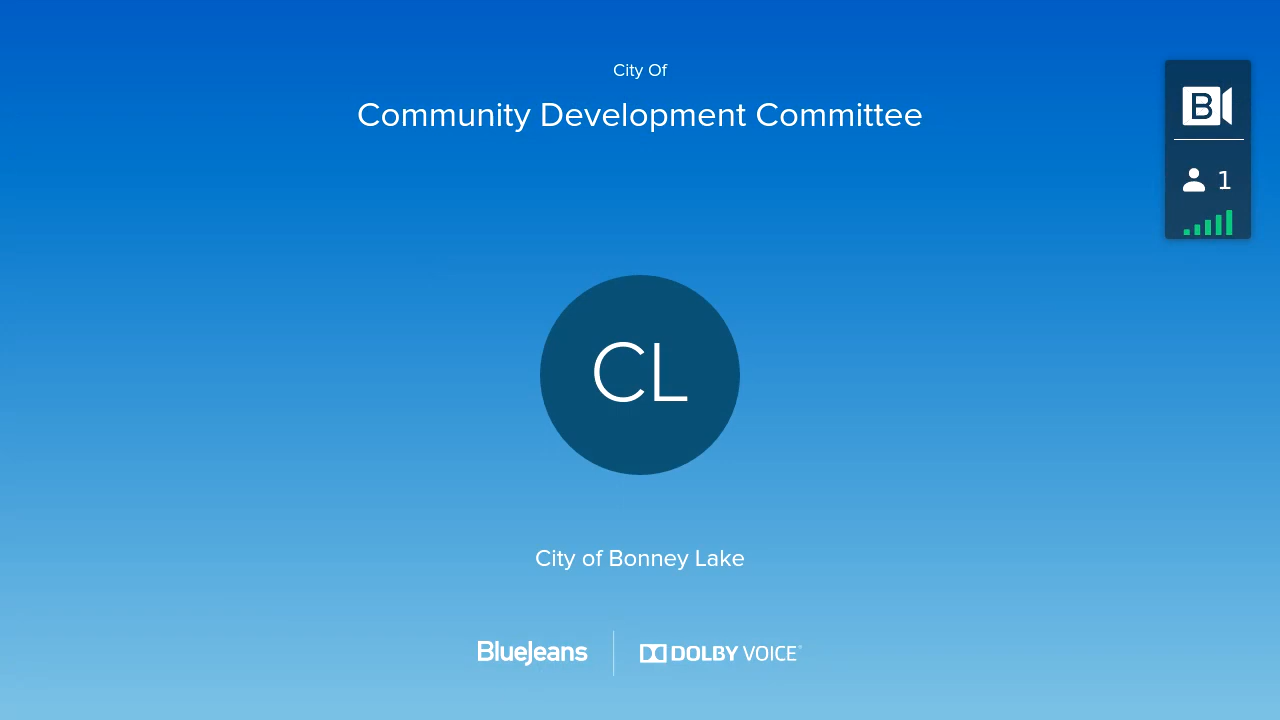 City Of
Community Development Committee
B
1
CL
City of Bonney Lake
BlueJeans
DOLBY VOICE